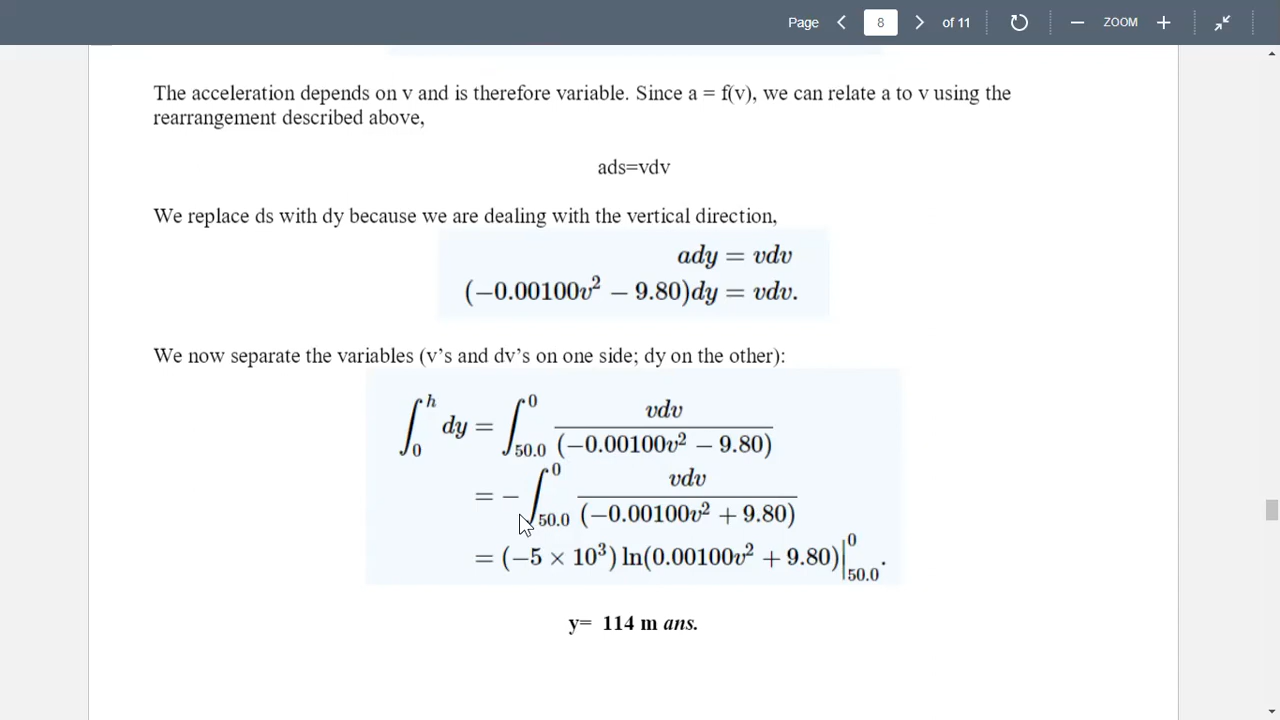 Page 8 of 11 ZOOM
The acceleration depends on v and is therefore variable. Since a = f(v), we can relate a to v using the
rearrangement described above,
ads=vdv
We replace ds with dy because we are dealing with the vertical direction,
ady = vdv
(−0.00100v² − 9.80)dy = vdv.
We now separate the variables (v’s and dv’s on one side; dy on the other):
∫₀ʰ dy = ∫₅₀.₀⁰ vdv / (−0.00100v² − 9.80)
= − ∫₅₀.₀⁰ vdv / (−0.00100v² + 9.80)
= (−5 × 10³) ln(0.00100v² + 9.80)|₅₀.₀⁰.
y= 114 m ans.